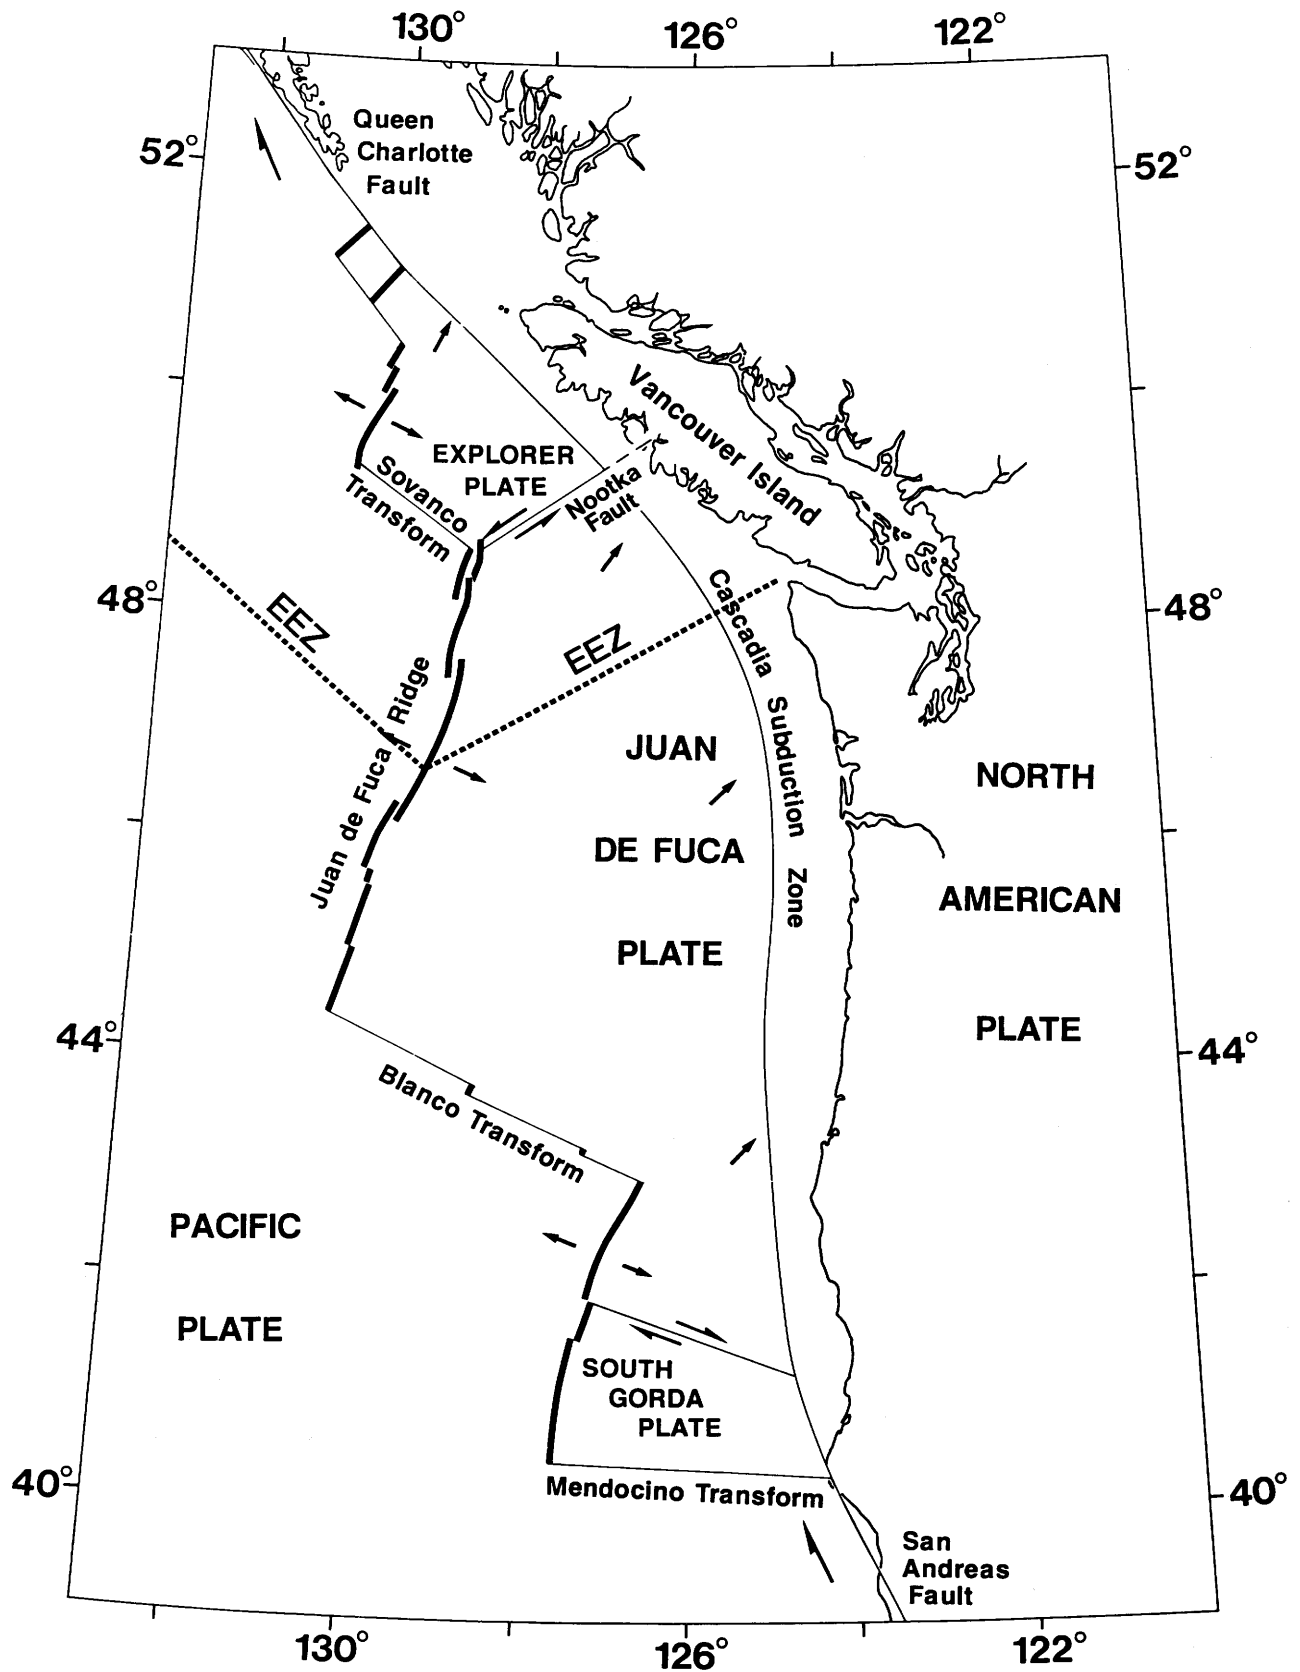 130°
126°
122°
Queen
Charlotte
Fault
52°
52°
Vancouver Island
EXPLORER
PLATE
Sovanco
Transform
Nootka
Fault
48°
48°
EEZ
EEZ
Cascadia Subduction Zone
Juan de Fuca Ridge
JUAN
DE FUCA
PLATE
NORTH
AMERICAN
PLATE
44°
44°
Blanco Transform
PACIFIC
PLATE
SOUTH
GORDA
PLATE
40°
40°
Mendocino Transform
San
Andreas
Fault
130°
126°
122°